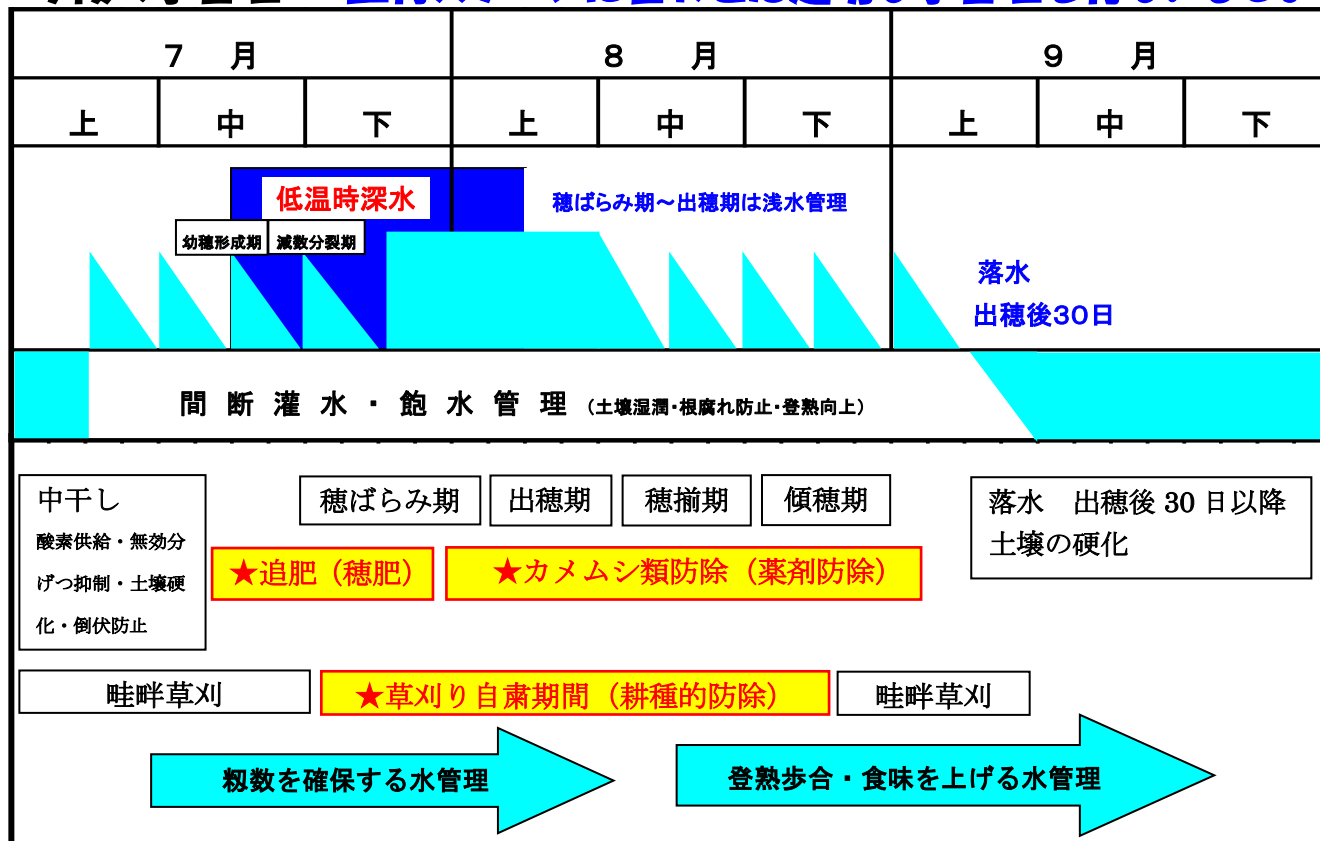 ７月
８月
９月
上
中
下
上
中
下
上
中
下
低温時深水
穂ばらみ期～出穂期は浅水管理
幼穂形成期
減数分裂期
落水
出穂後30日
間断灌水・飽水管理（土壌湿潤・根腐れ防止・登熟向上）
中干し
酸素供給・無効分
げつ抑制・土壌硬
化・倒伏防止
穂ばらみ期
出穂期
穂揃期
傾穂期
落水　出穂後 30 日以降
土壌の硬化
★追肥（穂肥）
★カメムシ類防除（薬剤防除）
畦畔草刈
★草刈り自粛期間（耕種的防除）
畦畔草刈
籾数を確保する水管理
登熟歩合・食味を上げる水管理